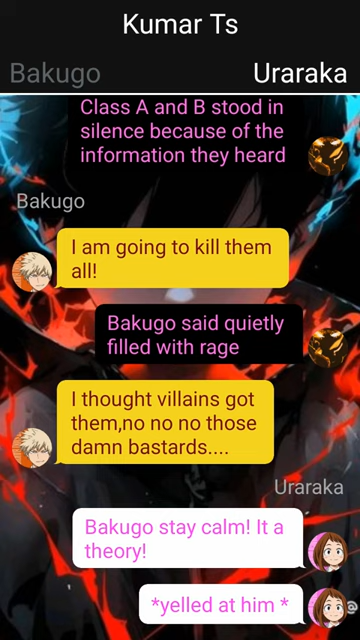 Kumar Ts
Bakugo
Uraraka
Class A and B stood in
silence because of the
information they heard
Bakugo
I am going to kill them
all!
Bakugo said quietly
filled with rage
I thought villains got
them,no no no those
damn bastards....
Uraraka
Bakugo stay calm! It a
theory!
*yelled at him *
@